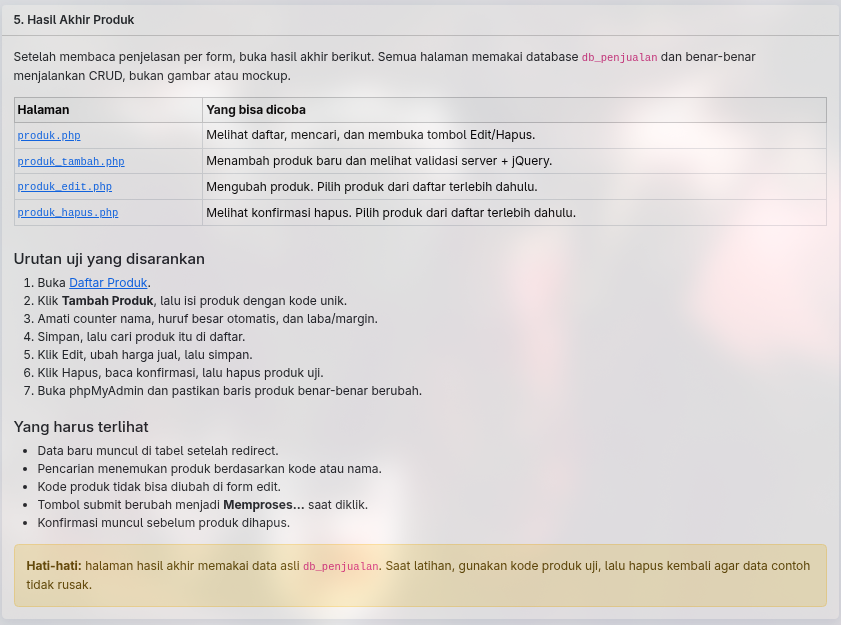 5. Hasil Akhir Produk
Setelah membaca penjelasan per form, buka hasil akhir berikut. Semua halaman memakai database db_penjualan dan benar-benar
menjalankan CRUD, bukan gambar atau mockup.
Halaman Yang bisa dicoba
produk.php Melihat daftar, mencari, dan membuka tombol Edit/Hapus.
produk_tambah.php Menambah produk baru dan melihat validasi server + jQuery.
produk_edit.php Mengubah produk. Pilih produk dari daftar terlebih dahulu.
produk_hapus.php Melihat konfirmasi hapus. Pilih produk dari daftar terlebih dahulu.
Urutan uji yang disarankan
1. Buka Daftar Produk.
2. Klik Tambah Produk, lalu isi produk dengan kode unik.
3. Amati counter nama, huruf besar otomatis, dan laba/margin.
4. Simpan, lalu cari produk itu di daftar.
5. Klik Edit, ubah harga jual, lalu simpan.
6. Klik Hapus, baca konfirmasi, lalu hapus produk uji.
7. Buka phpMyAdmin dan pastikan baris produk benar-benar berubah.
Yang harus terlihat
• Data baru muncul di tabel setelah redirect.
• Pencarian menemukan produk berdasarkan kode atau nama.
• Kode produk tidak bisa diubah di form edit.
• Tombol submit berubah menjadi Memproses... saat diklik.
• Konfirmasi muncul sebelum produk dihapus.
Hati-hati: halaman hasil akhir memakai data asli db_penjualan. Saat latihan, gunakan kode produk uji, lalu hapus kembali agar data contoh
tidak rusak.